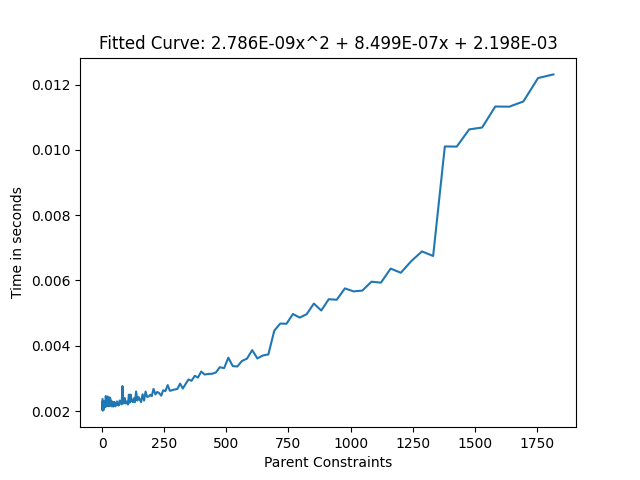 Fitted Curve: 2.786E-09x^2 + 8.499E-07x + 2.198E-03
0.012
0.010
0.008
0.006
0.004
0.002
Time in seconds
0 250 500 750 1000 1250 1500 1750
Parent Constraints